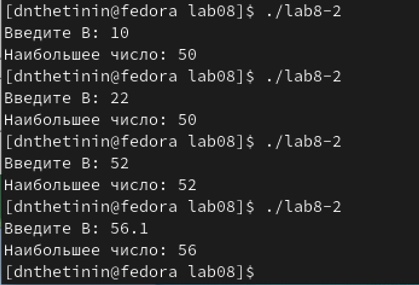 [dnthetinin@fedora lab08]$ ./lab8-2
Введите B: 10
Наибольшее число: 50
[dnthetinin@fedora lab08]$ ./lab8-2
Введите B: 22
Наибольшее число: 50
[dnthetinin@fedora lab08]$ ./lab8-2
Введите B: 52
Наибольшее число: 52
[dnthetinin@fedora lab08]$ ./lab8-2
Введите B: 56.1
Наибольшее число: 56
[dnthetinin@fedora lab08]$